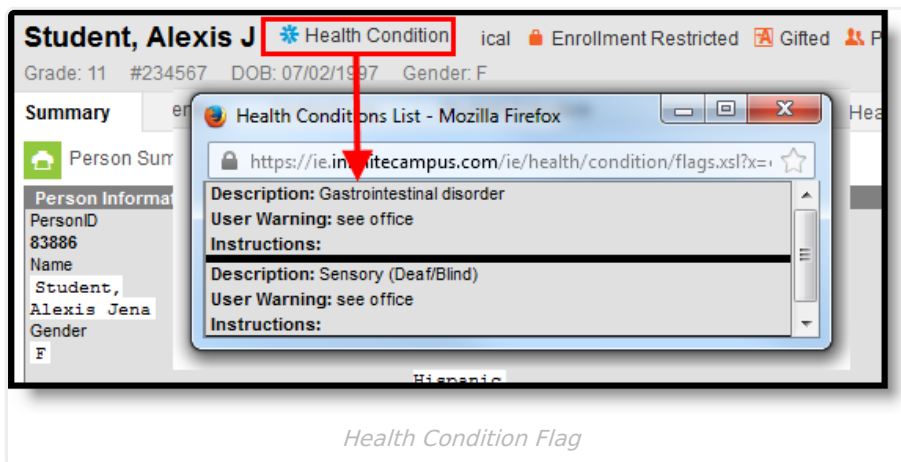 Student, Alexis J Health Condition ical Enrollment Restricted Gifted P
Grade: 11 #234567 DOB: 07/02/1997 Gender: F
Summary er Health Conditions List - Mozilla Firefox Hea
Person Sum https://ie.in itecampus.com/ie/health/condition/flags.xsl?x=
Person Informat
PersonID
83886
Name
Student,
Alexis Jena
Gender
F
Description: Gastrointestinal disorder
User Warning: see office
Instructions:
Description: Sensory (Deaf/Blind)
User Warning: see office
Instructions:
Hispanic
Health Condition Flag